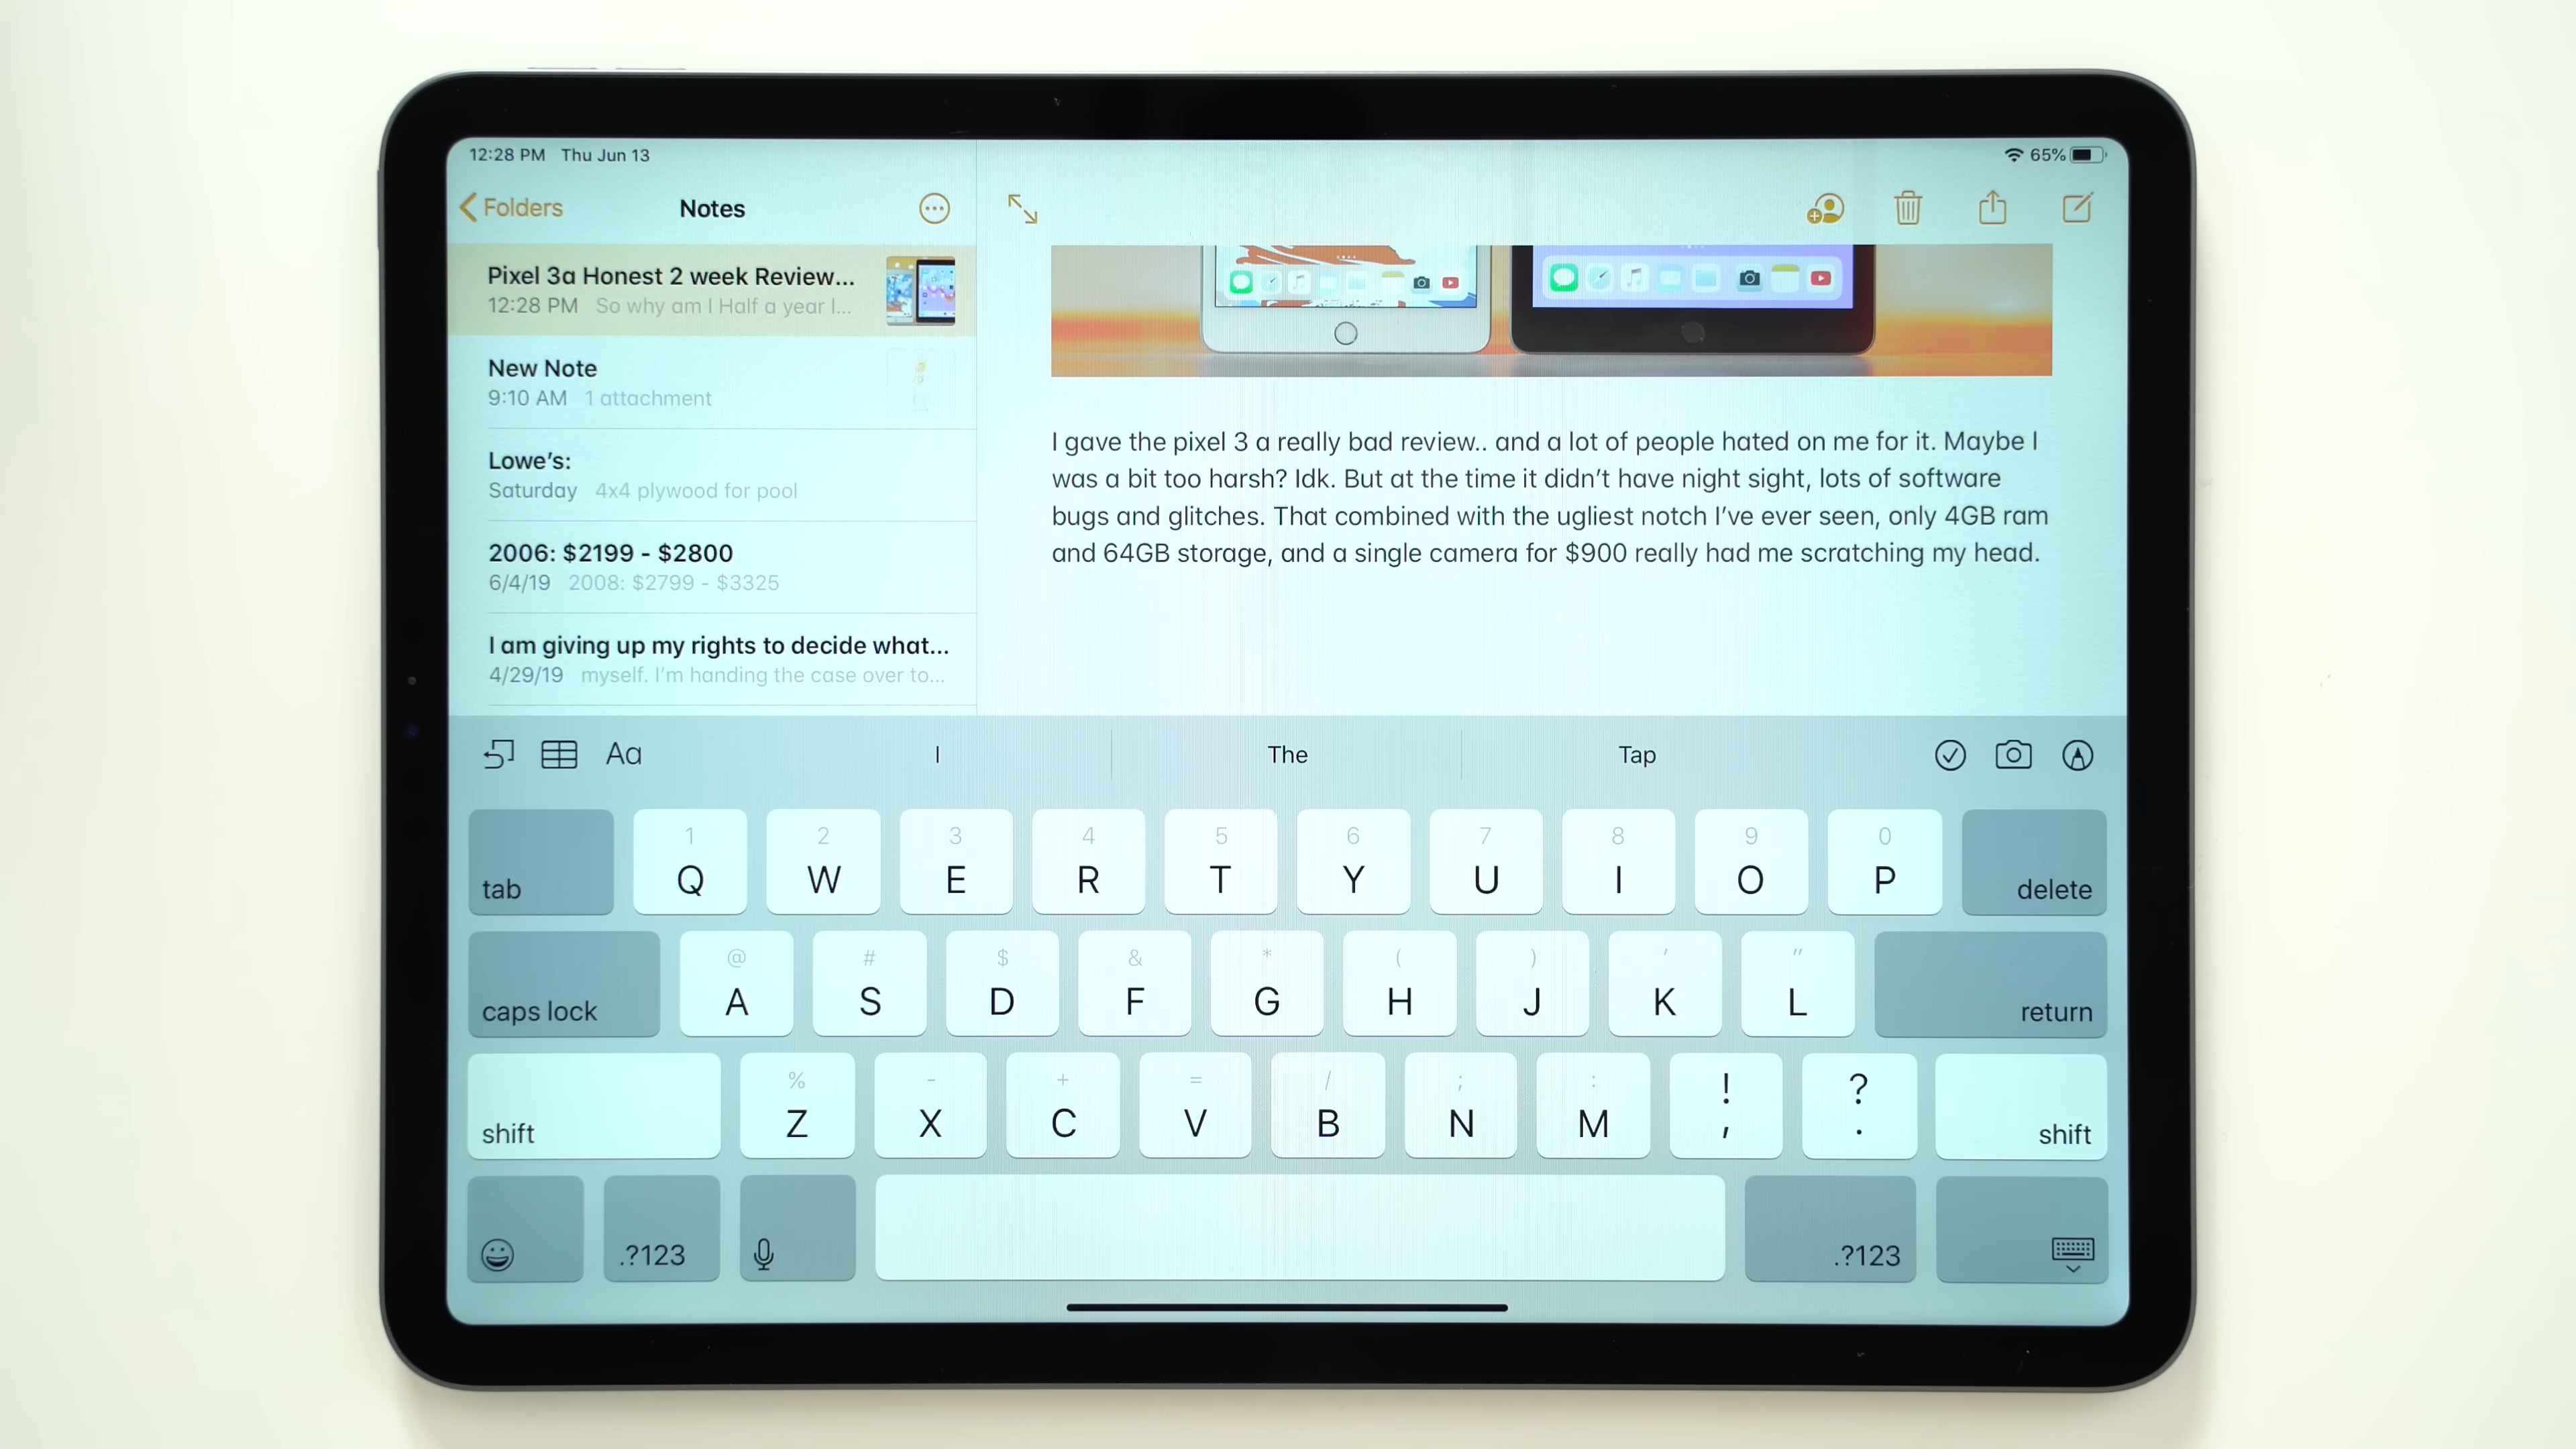 12:28 PM Thu Jun 13
65%
Folders
Notes
Pixel 3a Honest 2 week Review...
12:28 PM So why am I Half a year l...
New Note
9:10 AM 1 attachment
Lowe's:
Saturday 4x4 plywood for pool
2006: $2199 - $2800
6/4/19 2008: $2799 - $3325
I am giving up my rights to decide what...
4/29/19 myself. I'm handing the case over to...
I gave the pixel 3 a really bad review.. and a lot of people hated on me for it. Maybe I
was a bit too harsh? Idk. But at the time it didn't have night sight, lots of software
bugs and glitches. That combined with the ugliest notch I've ever seen, only 4GB ram
and 64GB storage, and a single camera for $900 really had me scratching my head.
Aa I The Tap
1 2 3 4 5 6 7 8 9 0
tab Q W E R T Y U I O P delete
@ # $ & * ( ) ' "
caps lock A S D F G H J K L return
% - + = / ; : ! ?
shift Z X C V B N M , . shift
.?123 .?123